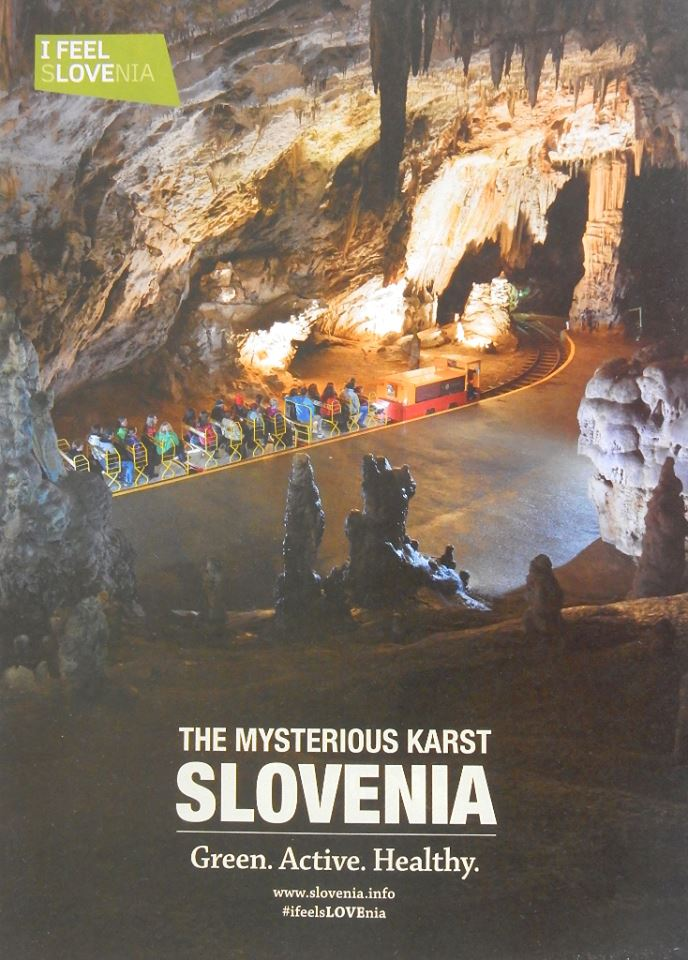 I FEEL
SLOVENIA
THE MYSTERIOUS KARST
SLOVENIA
Green. Active. Healthy.
www.slovenia.info
#ifeelsLOVEnia